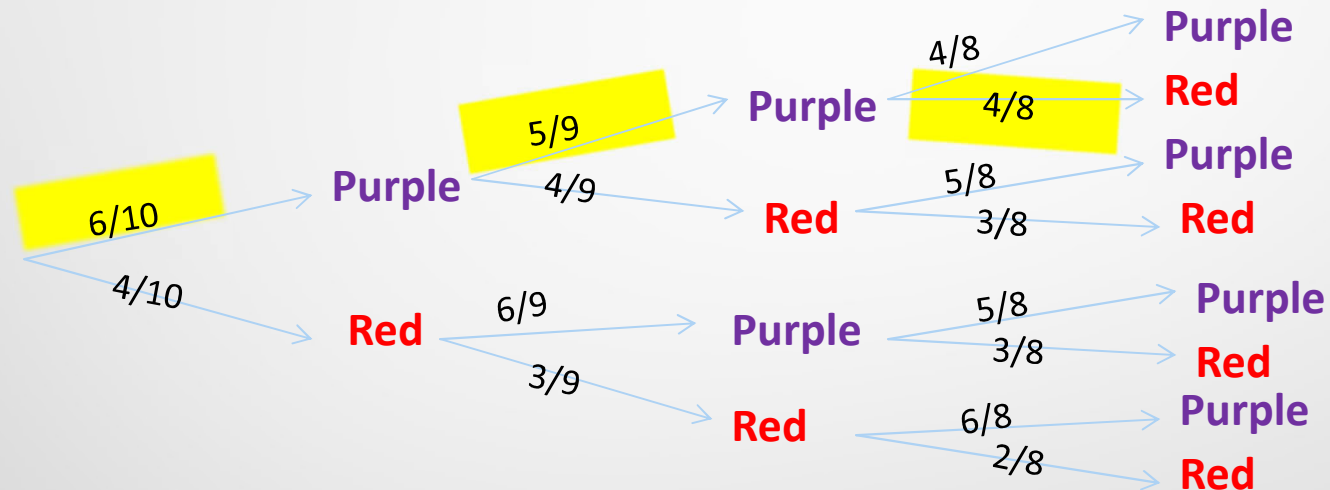 Purple
4/8
Red
4/8
Purple
5/9
Purple
5/8
4/9
Purple
Red
3/8
Red
6/10
4/10
Red
6/9
Purple
5/8
Purple
3/8
Red
3/9
Red
6/8
Purple
2/8
Red